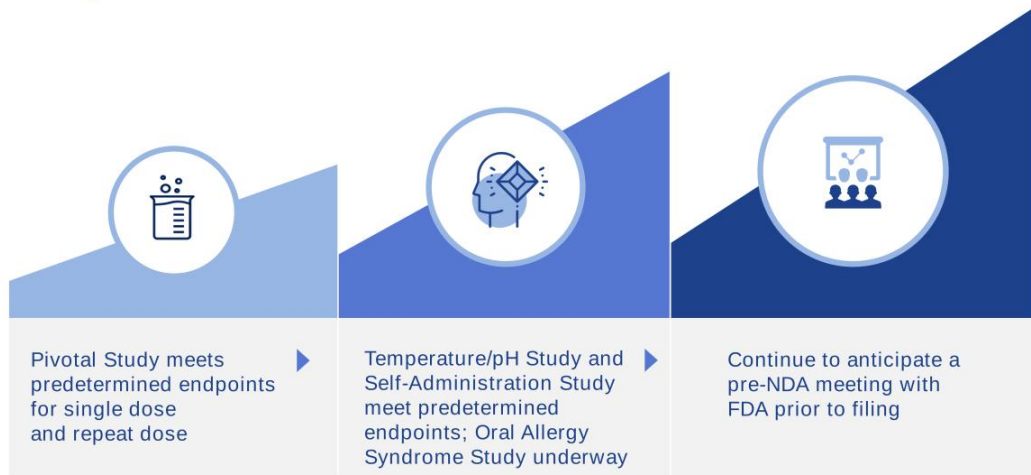 Pivotal Study meets
predetermined endpoints
for single dose
and repeat dose
Temperature/pH Study and
Self-Administration Study
meet predetermined
endpoints; Oral Allergy
Syndrome Study underway
Continue to anticipate a
pre-NDA meeting with
FDA prior to filing